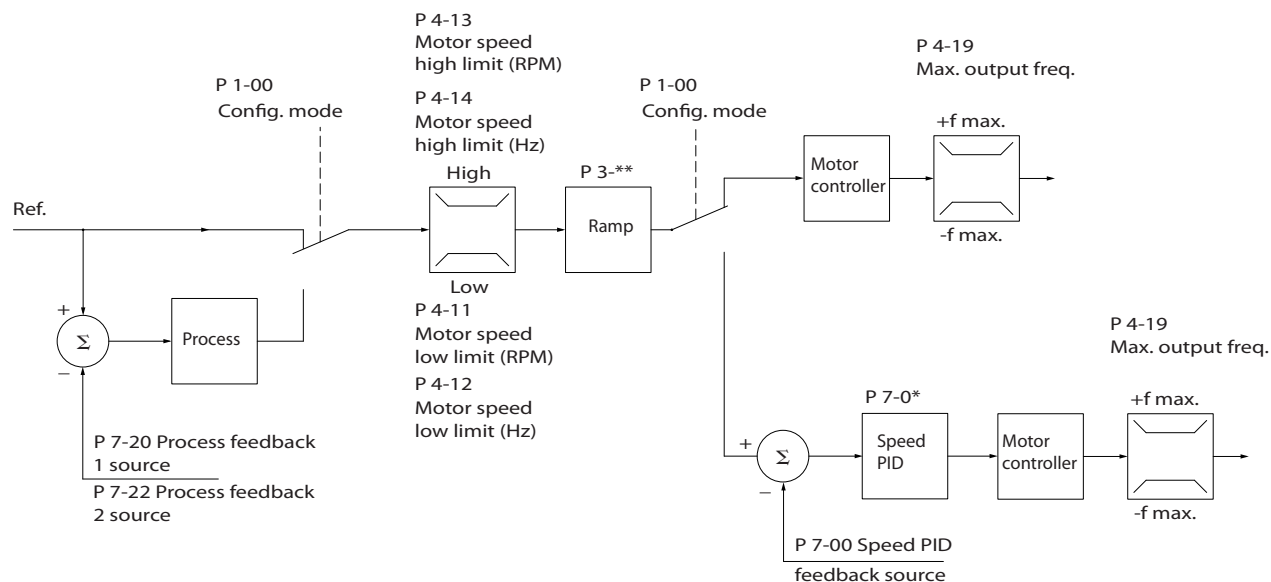 P 4-13
Motor speed
high limit (RPM)
P 4-14
Motor speed
high limit (Hz)
High
P 4-19
Max. output freq.
P 1-00
Config. mode
P 1-00
Config. mode
+f max.
P 3-**
Motor
controller
Ref.
Ramp
-f max.
Low
P 4-11
Motor speed
low limit (RPM)
P 4-12
Motor speed
low limit (Hz)
+
Σ
−
Process
P 7-20 Process feedback
1 source
P 7-22 Process feedback
2 source
P 4-19
Max. output freq.
P 7-0*
+f max.
+
Σ
−
Speed
PID
Motor
controller
-f max.
P 7-00 Speed PID
feedback source